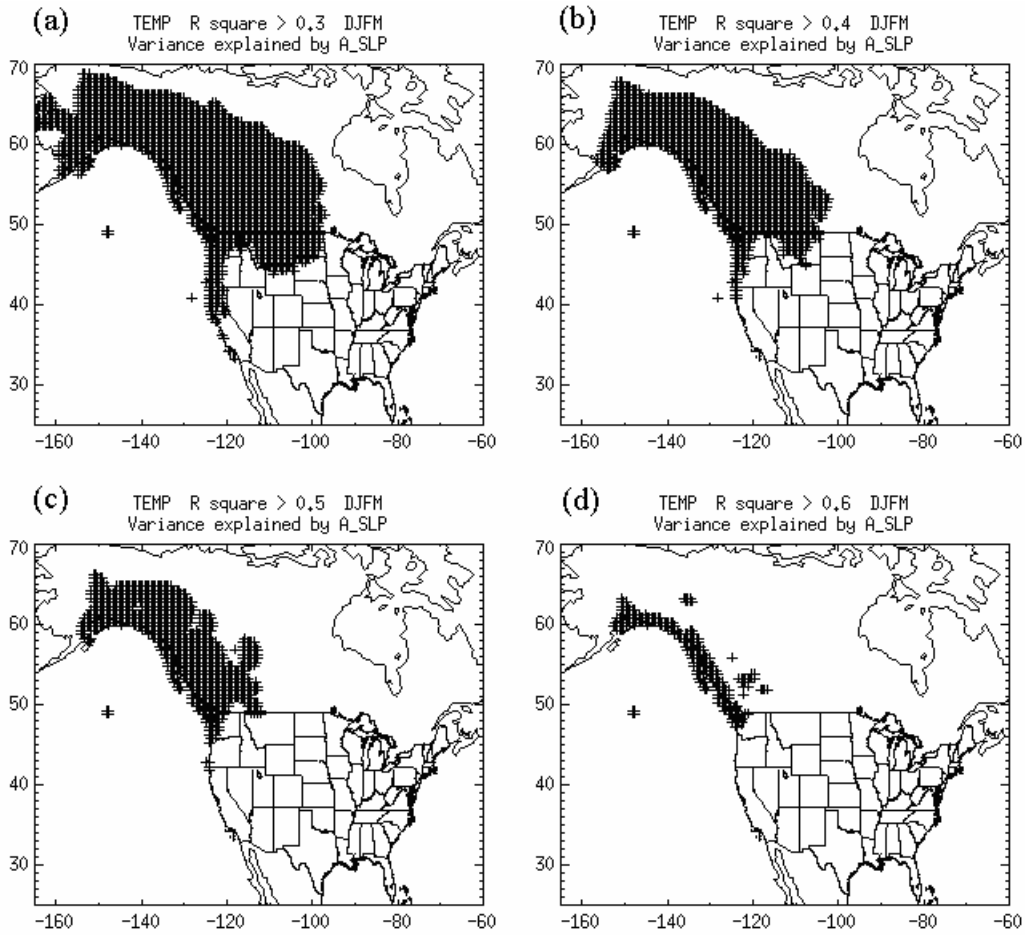 (a) TEMP R square > 0.3 DJFM
Variance explained by A_SLP
70
60
50
40
30
-160 -140 -120 -100 -80 -60
(b) TEMP R square > 0.4 DJFM
Variance explained by A_SLP
70
60
50
40
30
-160 -140 -120 -100 -80 -60
(c) TEMP R square > 0.5 DJFM
Variance explained by A_SLP
70
60
50
40
30
-160 -140 -120 -100 -80 -60
(d) TEMP R square > 0.6 DJFM
Variance explained by A_SLP
70
60
50
40
30
-160 -140 -120 -100 -80 -60